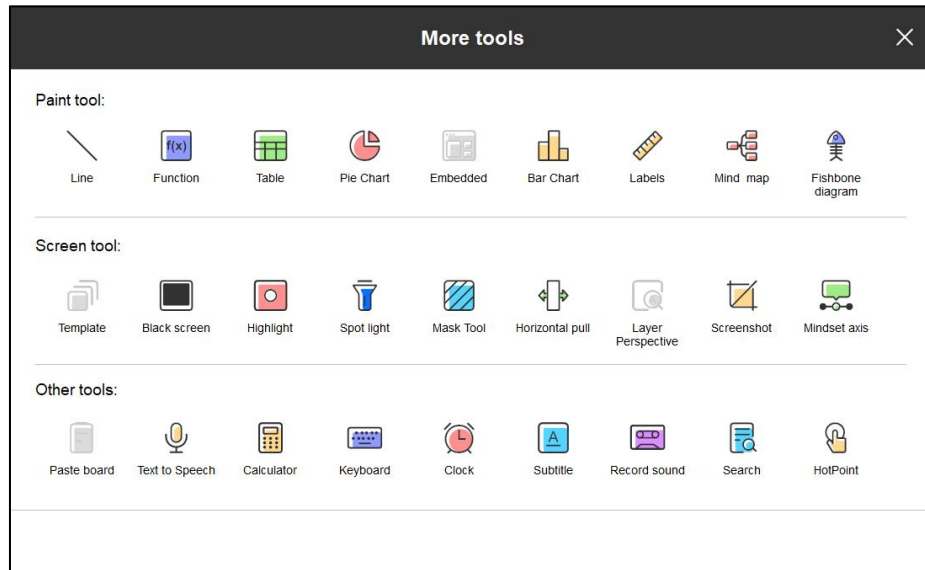 More tools
Paint tool:
f(x)
Line Function Table Pie Chart Embedded Bar Chart Labels Mind map Fishbone
diagram
Screen tool:
Template Black screen Highlight Spot light Mask Tool Horizontal pull Layer Screenshot Mindset axis
Perspective
Other tools:
A
Paste board Text to Speech Calculator Keyboard Clock Subtitle Record sound Search HotPoint